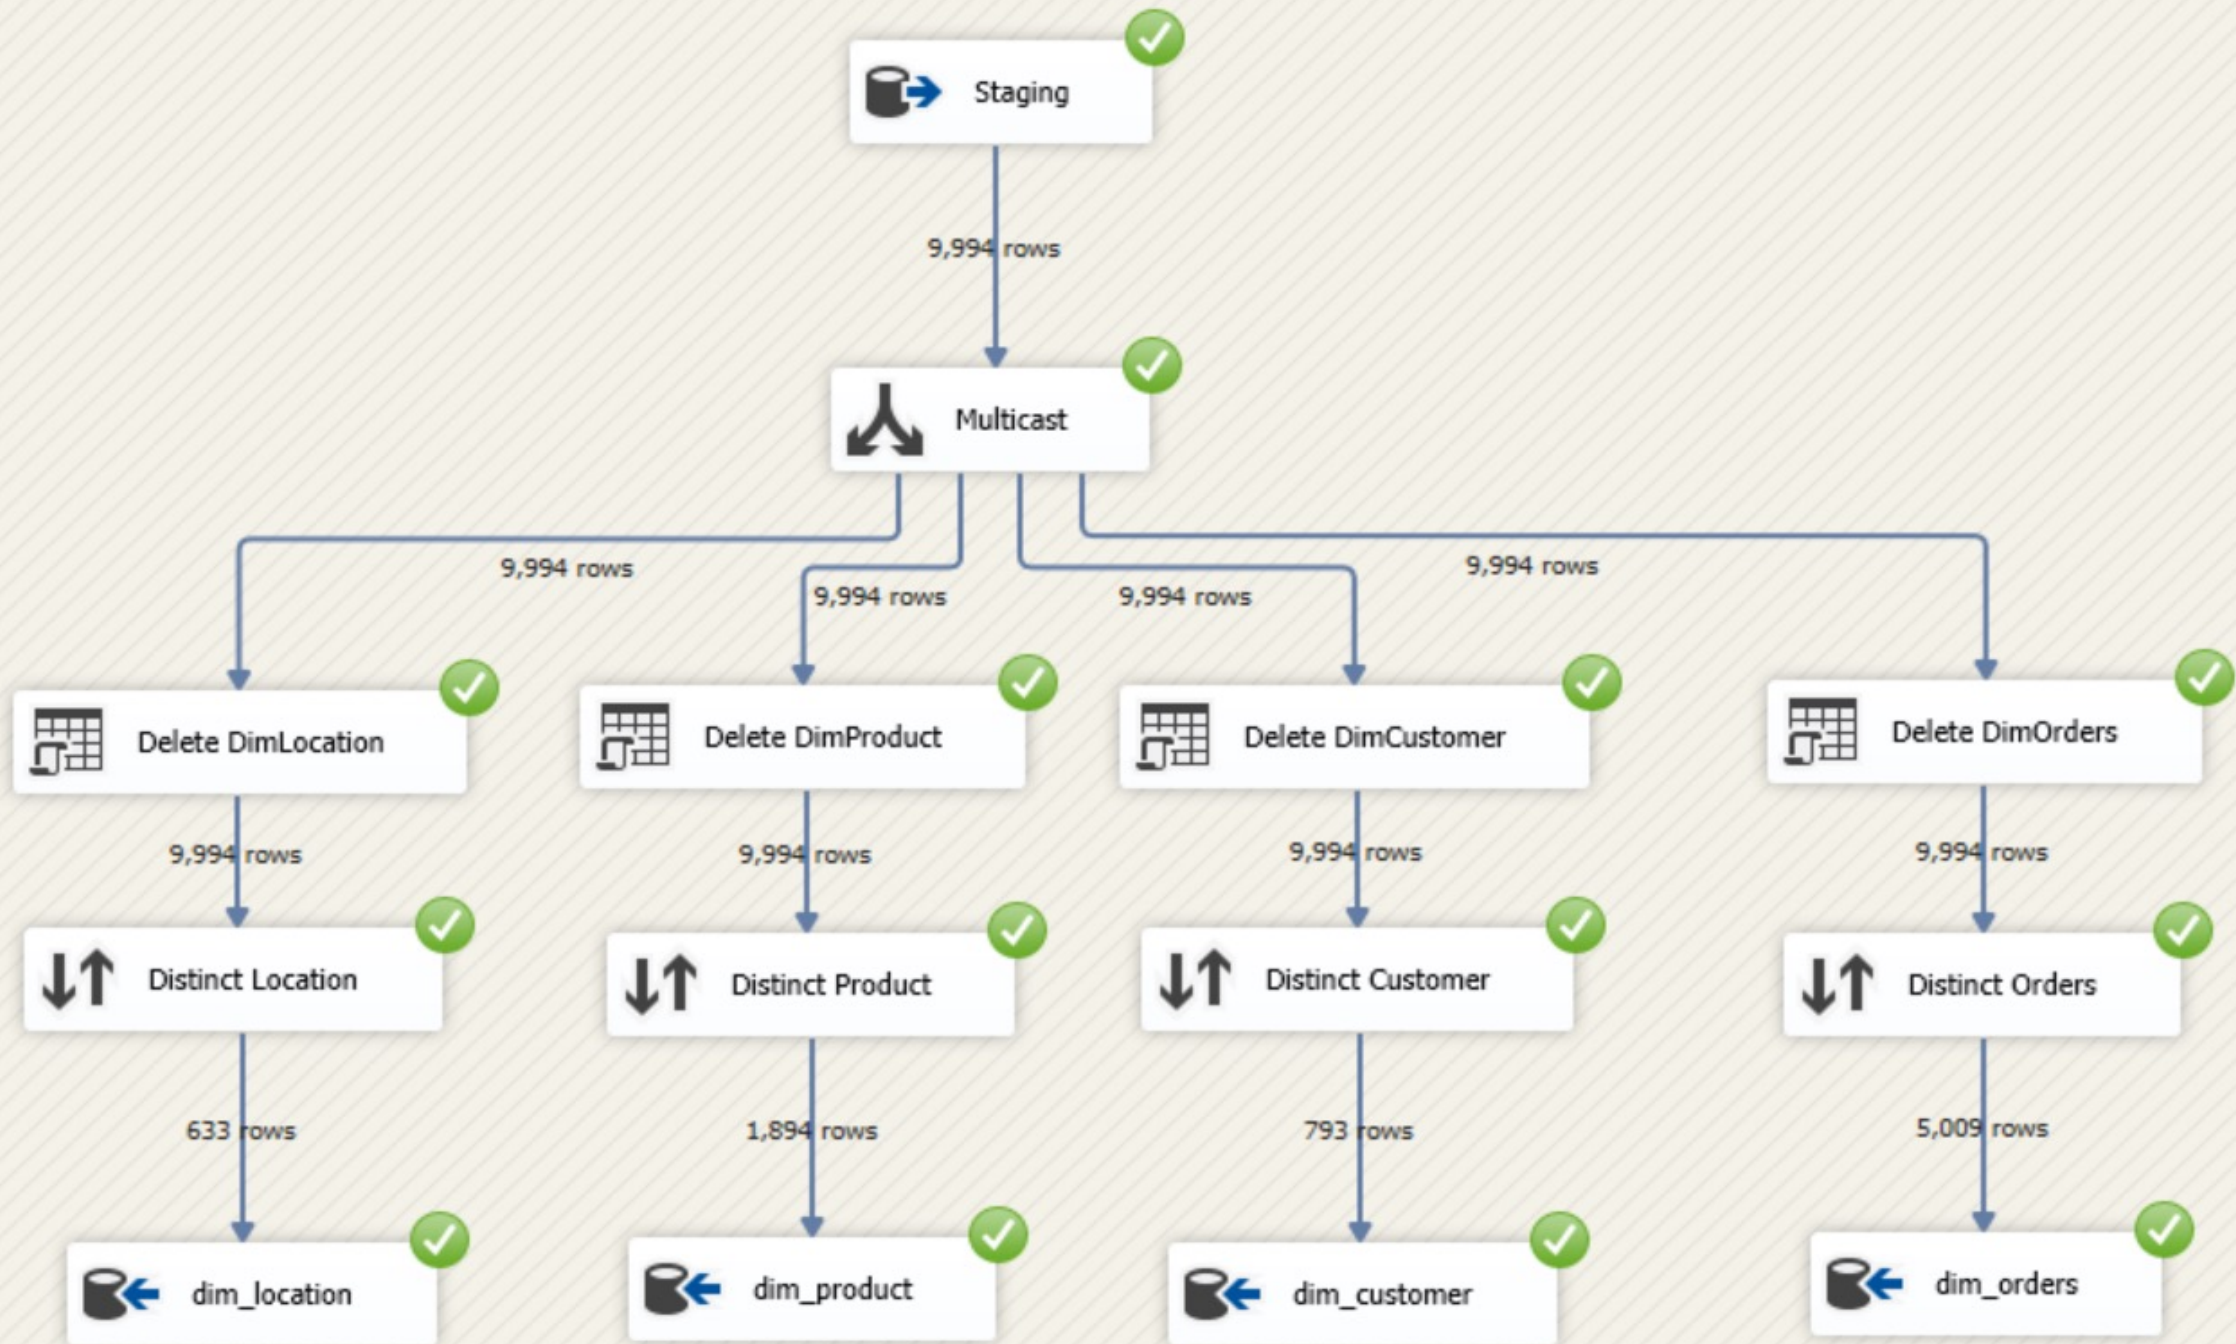 Staging
9,994 rows
Multicast
9,994 rows
9,994 rows
9,994 rows
9,994 rows
Delete DimLocation
Delete DimProduct
Delete DimCustomer
Delete DimOrders
9,994 rows
9,994 rows
9,994 rows
9,994 rows
Distinct Location
Distinct Product
Distinct Customer
Distinct Orders
633 rows
1,894 rows
793 rows
5,009 rows
dim_location
dim_product
dim_customer
dim_orders